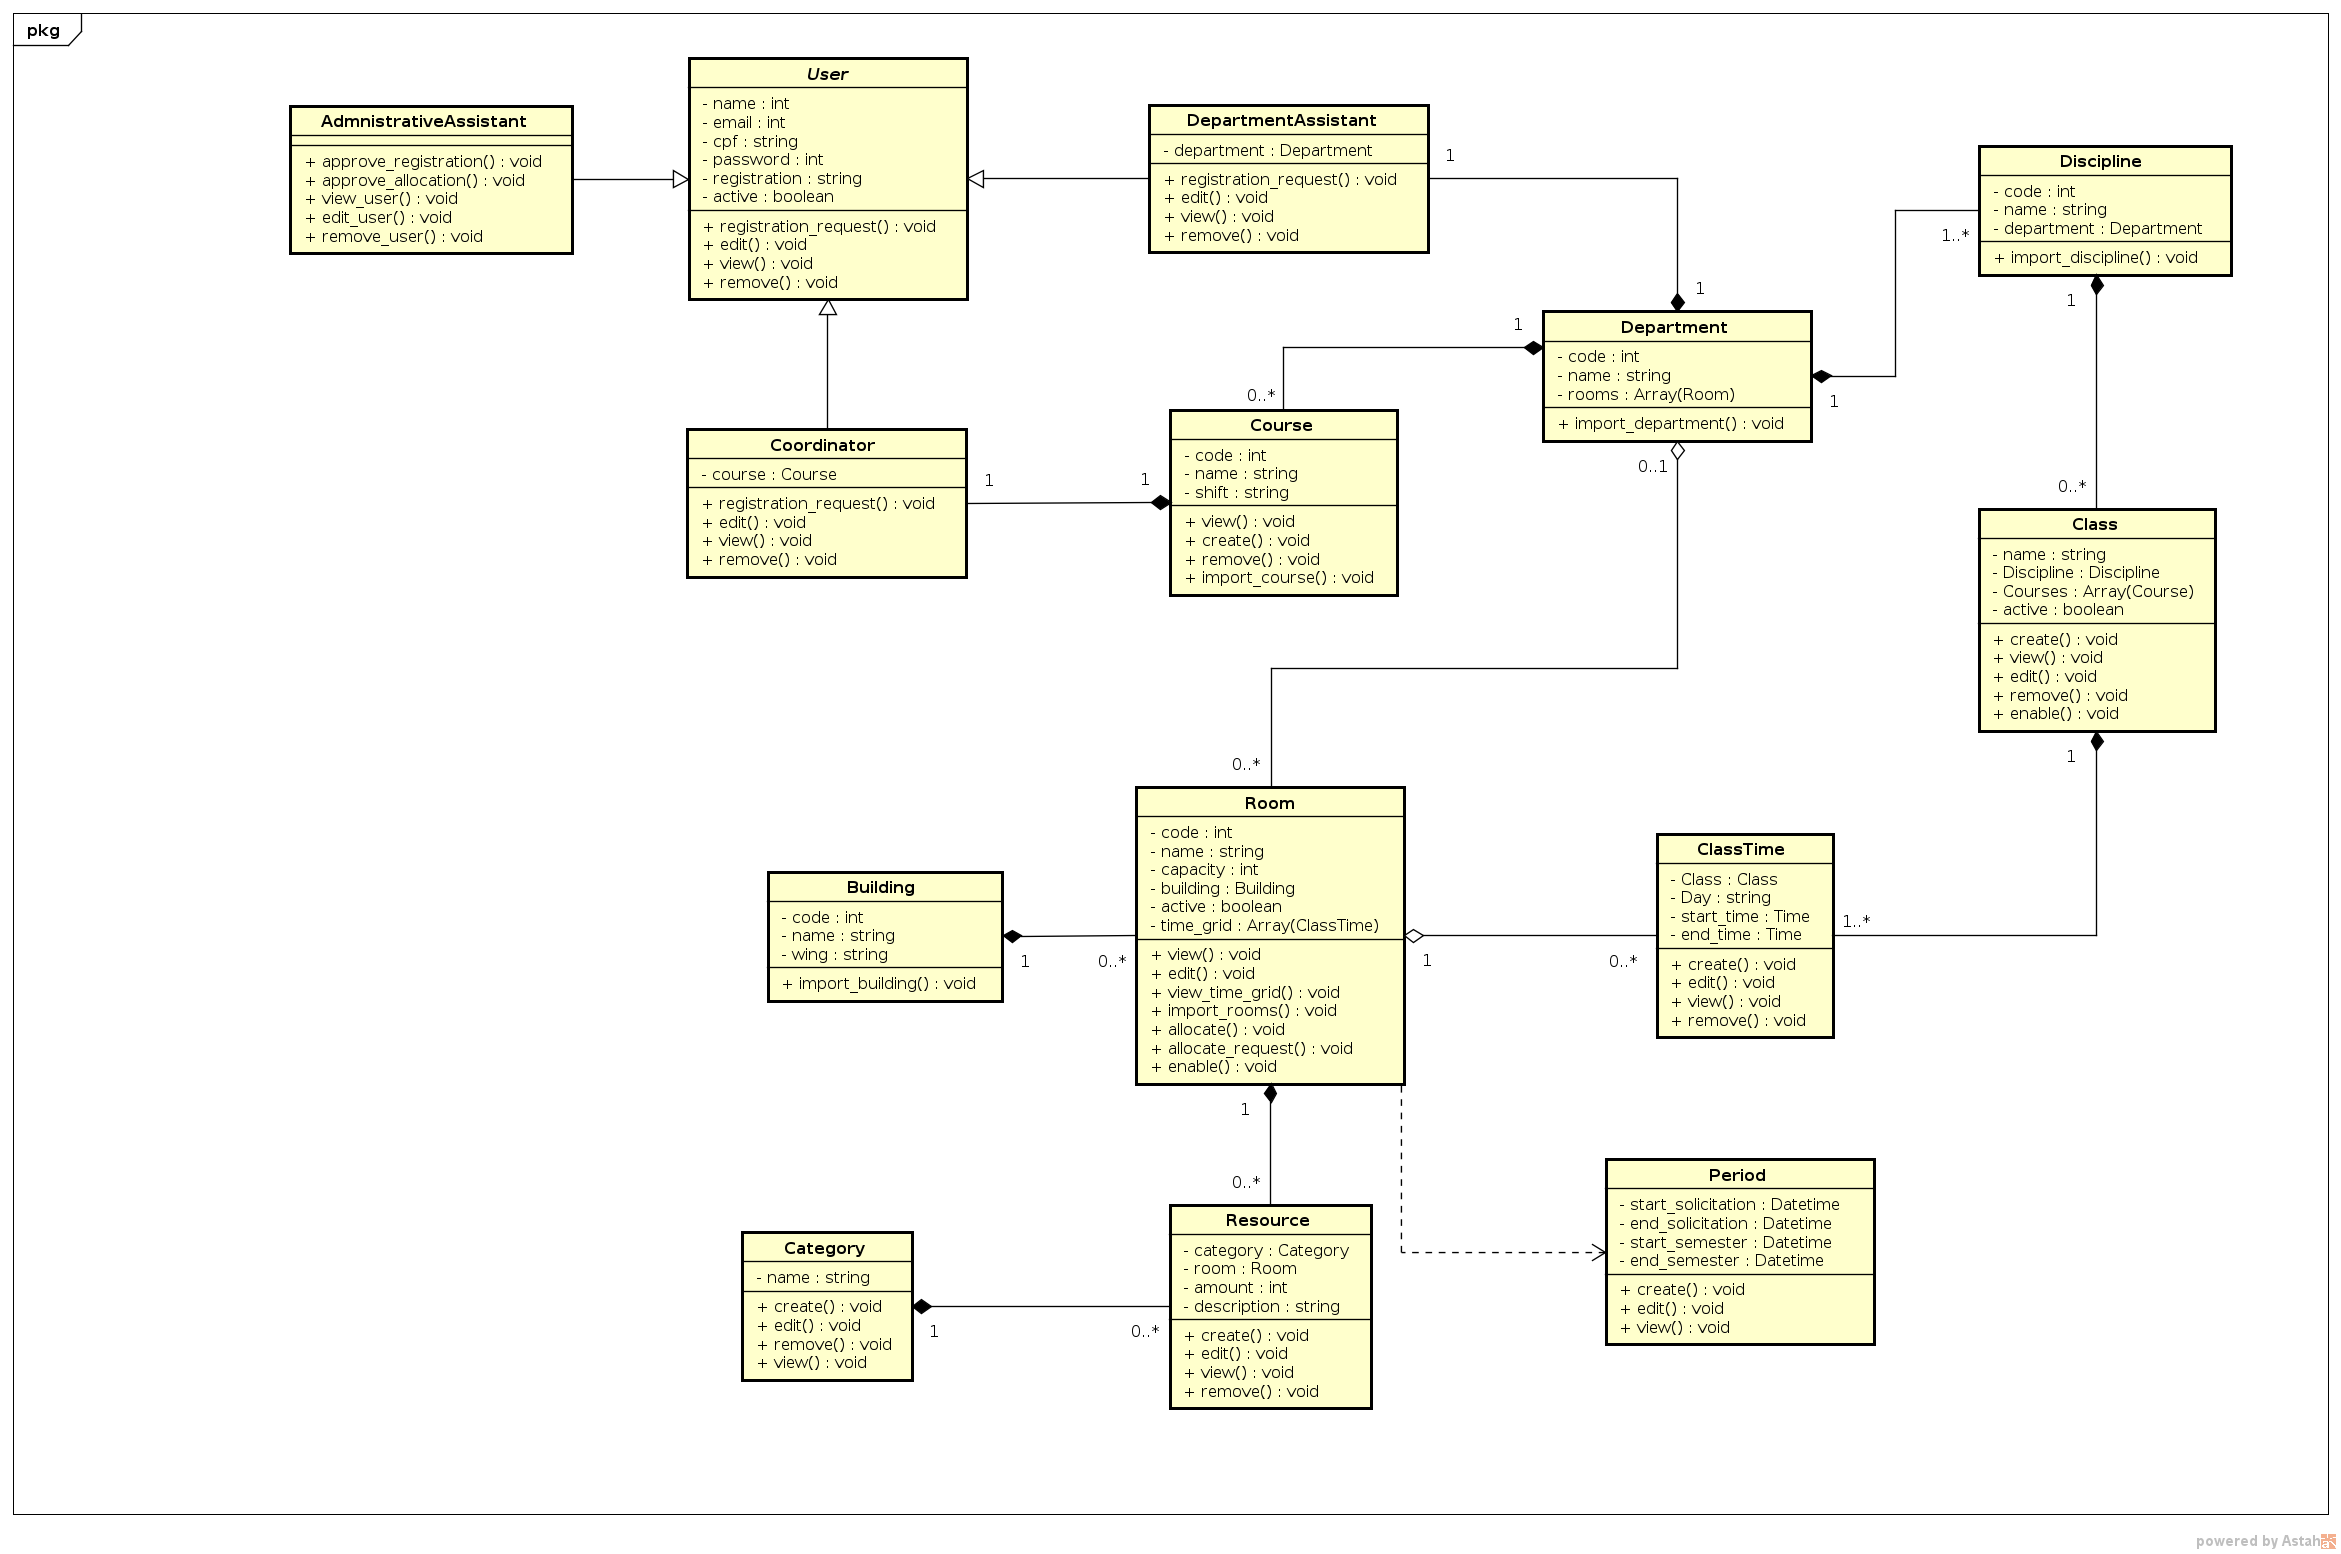 pkg
User
- name : int
- email : int
- cpf : string
- password : int
- registration : string
- active : boolean
+ registration_request() : void
+ edit() : void
+ view() : void
+ remove() : void
AdmnistrativeAssistant
+ approve_registration() : void
+ approve_allocation() : void
+ view_user() : void
+ edit_user() : void
+ remove_user() : void
DepartmentAssistant
- department : Department
+ registration_request() : void
+ edit() : void
+ view() : void
+ remove() : void
1
1
Discipline
- code : int
- name : string
- department : Department
+ import_discipline() : void
1..*
1
Department
- code : int
- name : string
- rooms : Array(Room)
+ import_department() : void
1
1
0..1
0..*
Course
- code : int
- name : string
- shift : string
+ view() : void
+ create() : void
+ remove() : void
+ import_course() : void
Coordinator
- course : Course
+ registration_request() : void
+ edit() : void
+ view() : void
+ remove() : void
1
1
0..*
Class
- name : string
- Discipline : Discipline
- Courses : Array(Course)
- active : boolean
+ create() : void
+ view() : void
+ edit() : void
+ remove() : void
+ enable() : void
1
0..*
Room
- code : int
- name : string
- capacity : int
- building : Building
- active : boolean
- time_grid : Array(ClassTime)
+ view() : void
+ edit() : void
+ view_time_grid() : void
+ import_rooms() : void
+ allocate() : void
+ allocate_request() : void
+ enable() : void
ClassTime
- Class : Class
- Day : string
- start_time : Time
- end_time : Time
+ create() : void
+ edit() : void
+ view() : void
+ remove() : void
1..*
Building
- code : int
- name : string
- wing : string
+ import_building() : void
1
0..*
1
0..*
1
0..*
Period
- start_solicitation : Datetime
- end_solicitation : Datetime
- start_semester : Datetime
- end_semester : Datetime
+ create() : void
+ edit() : void
+ view() : void
Resource
- category : Category
- room : Room
- amount : int
- description : string
+ create() : void
+ edit() : void
+ view() : void
+ remove() : void
Category
- name : string
+ create() : void
+ edit() : void
+ remove() : void
+ view() : void
1
0..*
powered by Astah